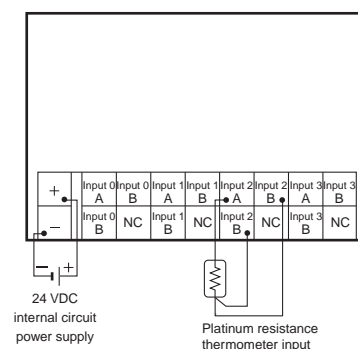 + Input 0 A Input 0 B Input 1 A Input 1 B Input 2 A Input 2 B Input 3 A Input 3 B
− Input 0 B NC Input 1 B NC Input 2 B NC Input 3 B NC
− +
24 VDC
internal circuit
power supply
Platinum resistance
thermometer input